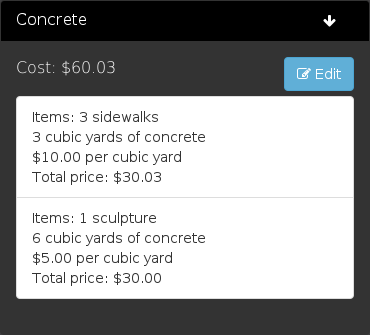 Concrete
Cost: $60.03
Edit
Items: 3 sidewalks
3 cubic yards of concrete
$10.00 per cubic yard
Total price: $30.03
Items: 1 sculpture
6 cubic yards of concrete
$5.00 per cubic yard
Total price: $30.00